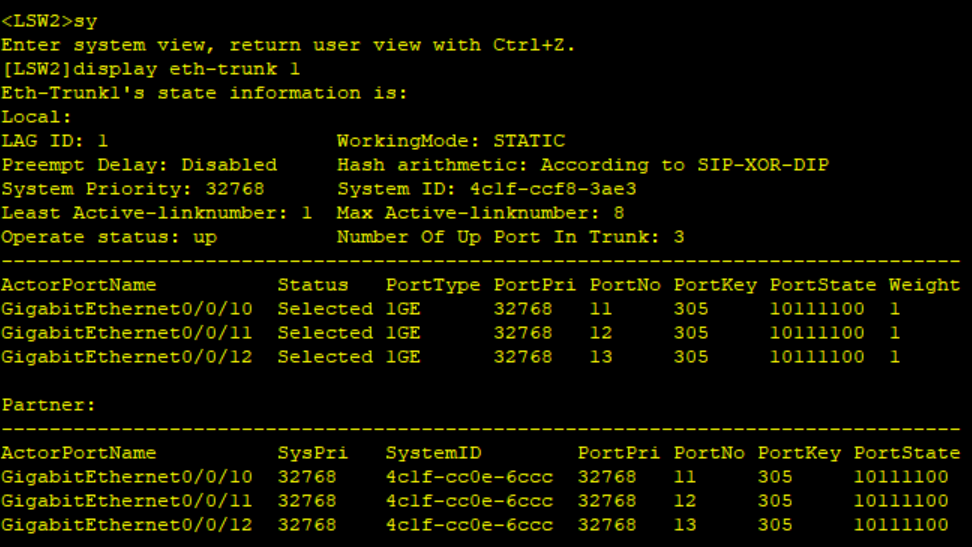 <LSW2>sy
Enter system view, return user view with Ctrl+Z.
[LSW2]display eth-trunk 1
Eth-Trunk1's state information is:
Local:
LAG ID: 1                   WorkingMode: STATIC
Preempt Delay: Disabled     Hash arithmetic: According to SIP-XOR-DIP
System Priority: 32768      System ID: 4c1f-ccf8-3ae3
Least Active-linknumber: 1  Max Active-linknumber: 8
Operate status: up          Number Of Up Port In Trunk: 3
--------------------------------------------------------------------------------
ActorPortName          Status   PortType PortPri PortNo PortKey PortState Weight
GigabitEthernet0/0/10  Selected 1GE      32768   11     305     10111100  1
GigabitEthernet0/0/11  Selected 1GE      32768   12     305     10111100  1
GigabitEthernet0/0/12  Selected 1GE      32768   13     305     10111100  1

Partner:
--------------------------------------------------------------------------------
ActorPortName          SysPri   SystemID        PortPri PortNo PortKey PortState
GigabitEthernet0/0/10  32768    4c1f-cc0e-6ccc  32768   11     305     10111100
GigabitEthernet0/0/11  32768    4c1f-cc0e-6ccc  32768   12     305     10111100
GigabitEthernet0/0/12  32768    4c1f-cc0e-6ccc  32768   13     305     10111100